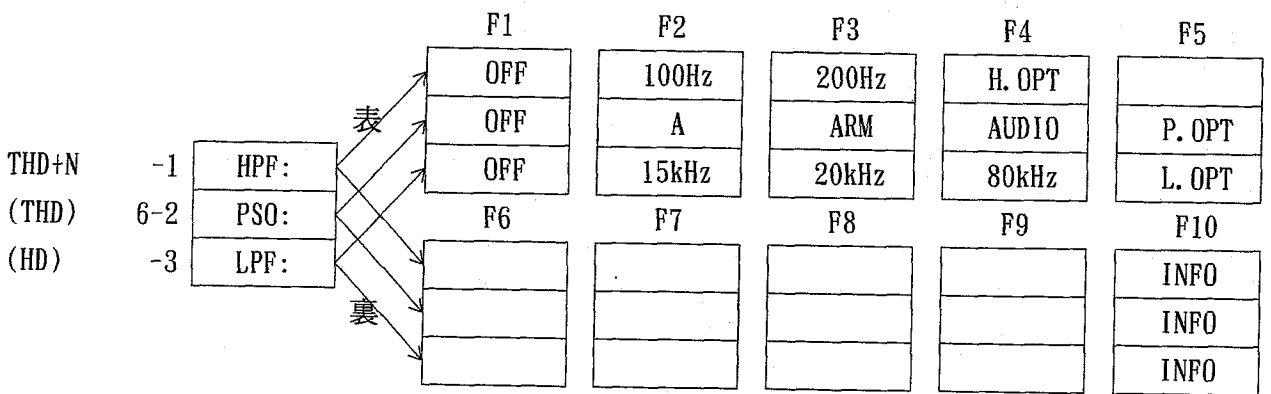 F1 F2 F3 F4 F5
OFF 100Hz 200Hz H.OPT
表
OFF A ARM AUDIO P.OPT
THD+N -1 HPF: OFF 15kHz 20kHz 80kHz L.OPT
(THD) 6-2 PSO: F6 F7 F8 F9 F10
(HD) -3 LPF: INFO
裏
INFO
INFO